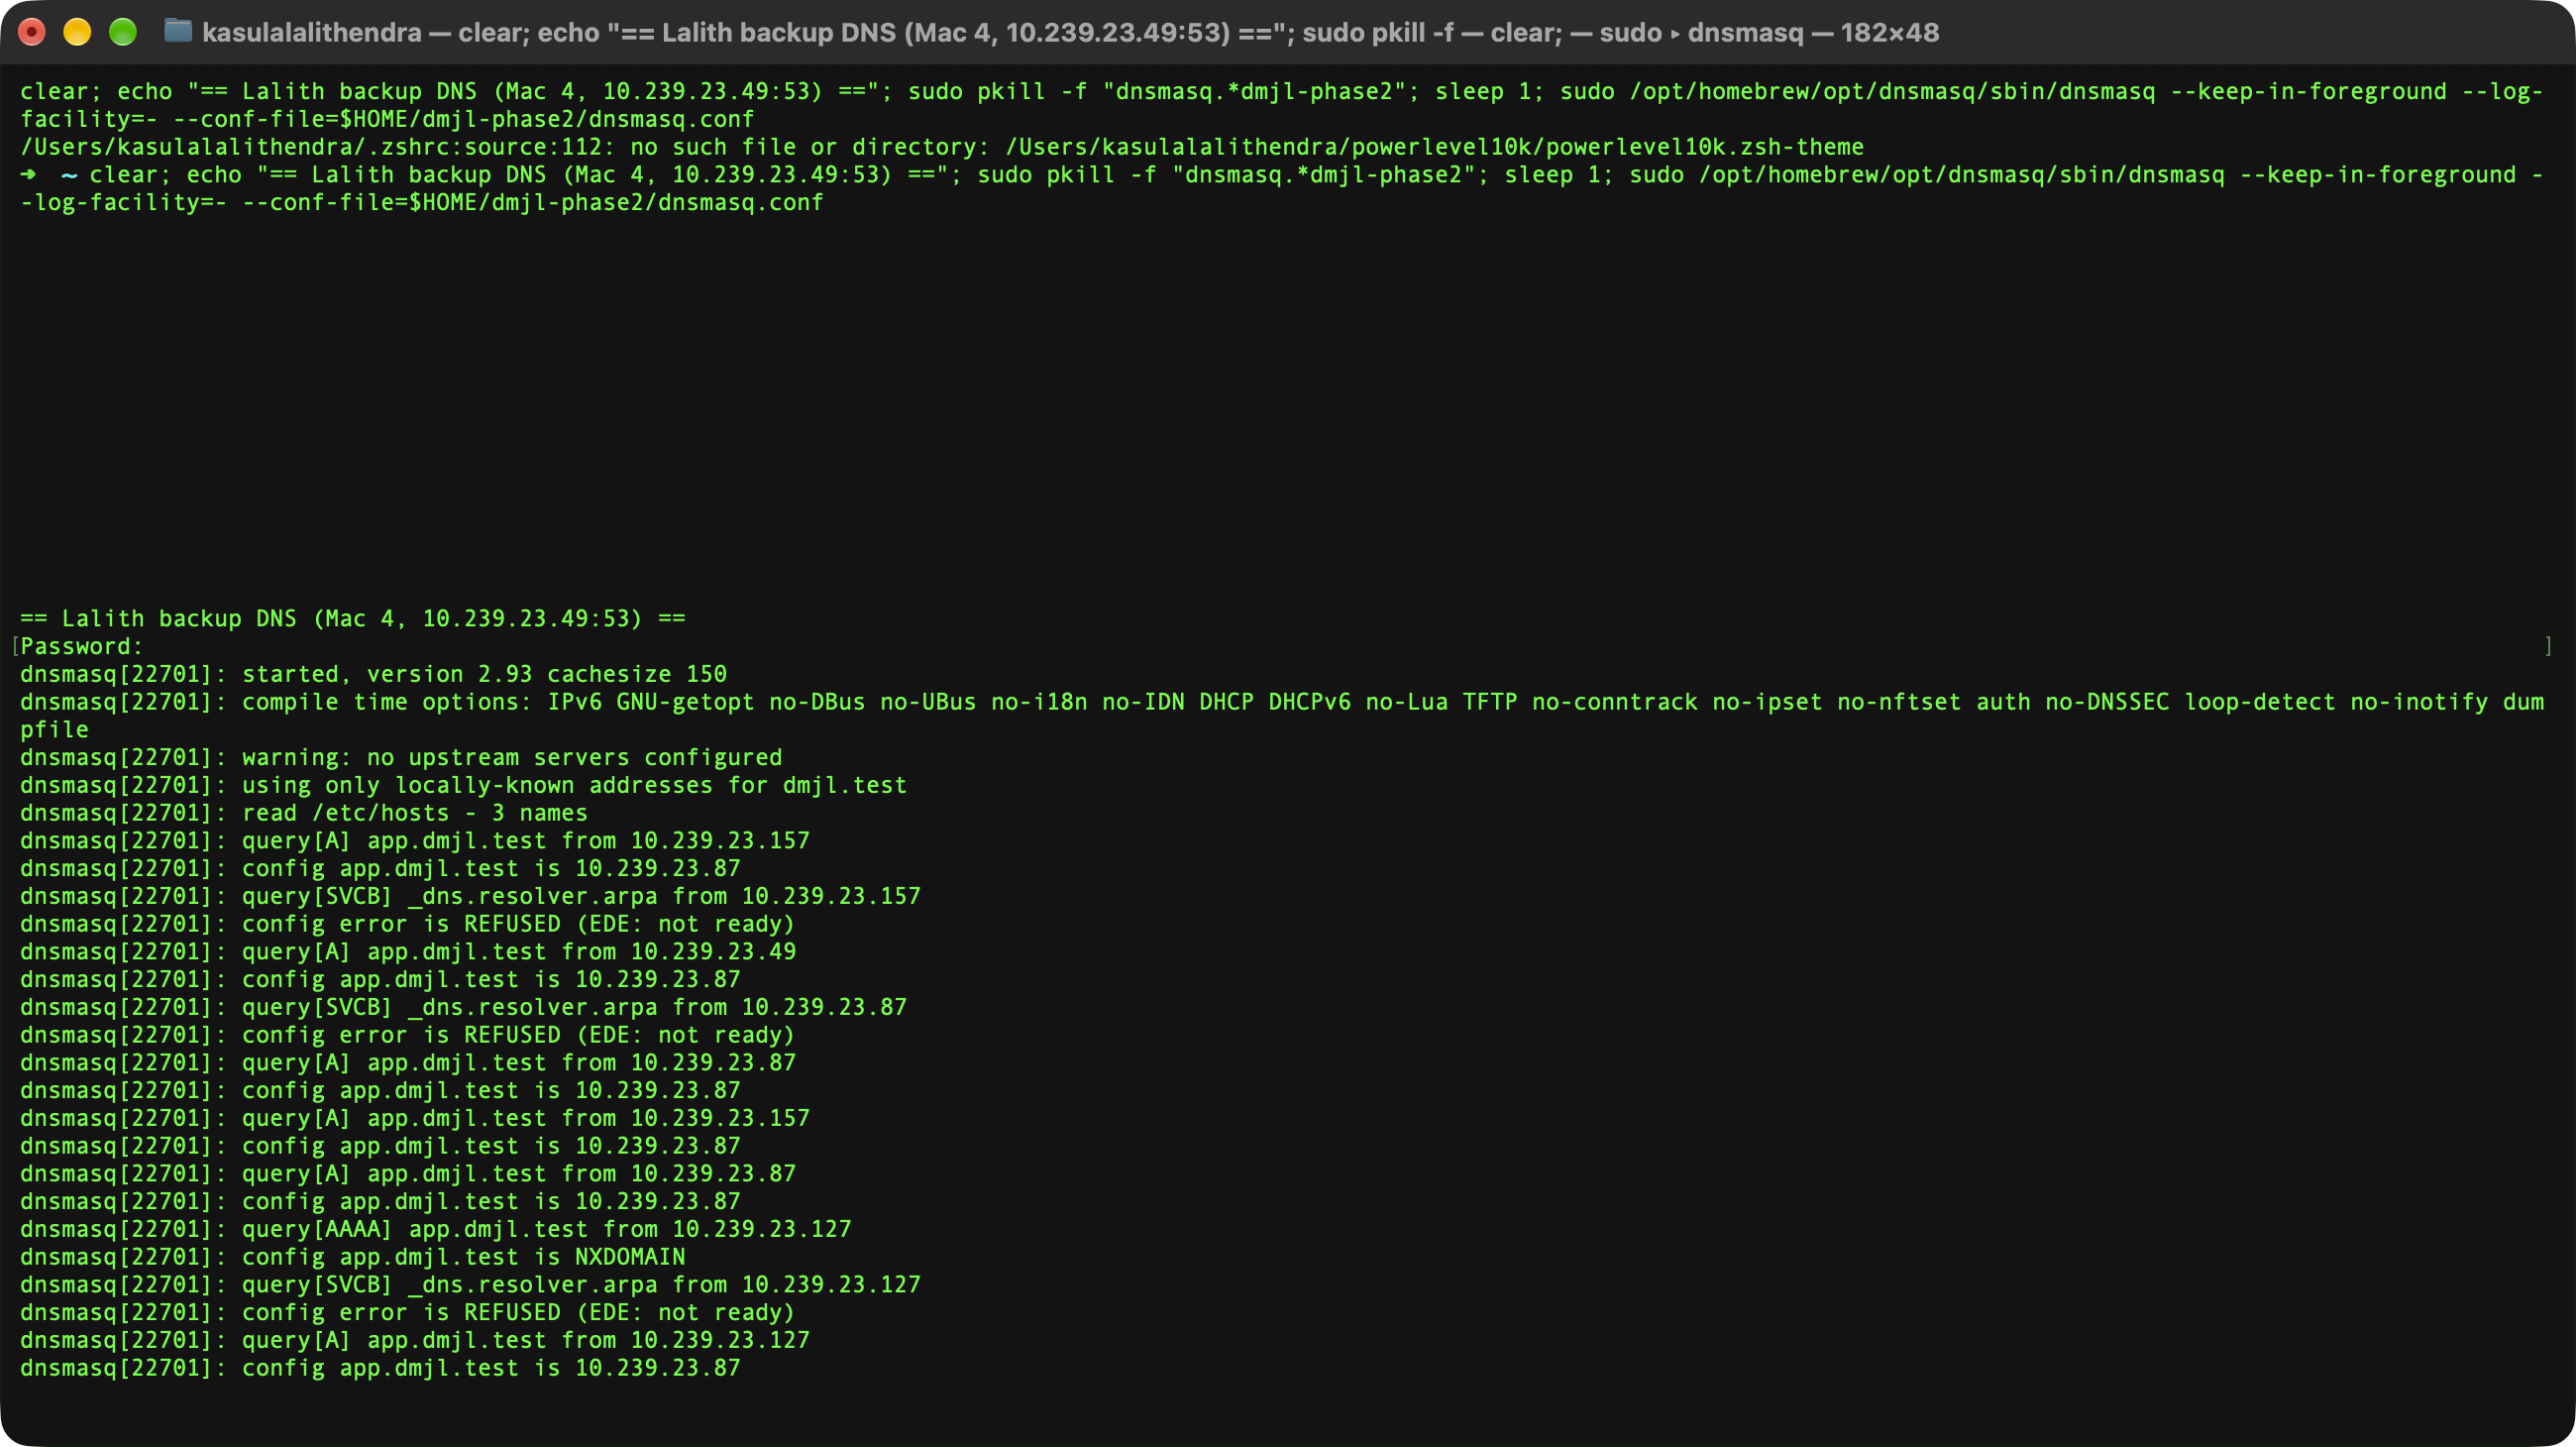 kasulalalithendra — clear; echo "== Lalith backup DNS (Mac 4, 10.239.23.49:53) =="; sudo pkill -f — clear; — sudo ▸ dnsmasq — 182×48
clear; echo "== Lalith backup DNS (Mac 4, 10.239.23.49:53) =="; sudo pkill -f "dnsmasq.*dmjl-phase2"; sleep 1; sudo /opt/homebrew/opt/dnsmasq/sbin/dnsmasq --keep-in-foreground --log-
facility=- --conf-file=$HOME/dmjl-phase2/dnsmasq.conf
/Users/kasulalalithendra/.zshrc:source:112: no such file or directory: /Users/kasulalalithendra/powerlevel10k/powerlevel10k.zsh-theme
➜  ~ clear; echo "== Lalith backup DNS (Mac 4, 10.239.23.49:53) =="; sudo pkill -f "dnsmasq.*dmjl-phase2"; sleep 1; sudo /opt/homebrew/opt/dnsmasq/sbin/dnsmasq --keep-in-foreground -
-log-facility=- --conf-file=$HOME/dmjl-phase2/dnsmasq.conf
== Lalith backup DNS (Mac 4, 10.239.23.49:53) ==
[Password: ]
dnsmasq[22701]: started, version 2.93 cachesize 150
dnsmasq[22701]: compile time options: IPv6 GNU-getopt no-DBus no-UBus no-i18n no-IDN DHCP DHCPv6 no-Lua TFTP no-conntrack no-ipset no-nftset auth no-DNSSEC loop-detect no-inotify dum
pfile
dnsmasq[22701]: warning: no upstream servers configured
dnsmasq[22701]: using only locally-known addresses for dmjl.test
dnsmasq[22701]: read /etc/hosts - 3 names
dnsmasq[22701]: query[A] app.dmjl.test from 10.239.23.157
dnsmasq[22701]: config app.dmjl.test is 10.239.23.87
dnsmasq[22701]: query[SVCB] _dns.resolver.arpa from 10.239.23.157
dnsmasq[22701]: config error is REFUSED (EDE: not ready)
dnsmasq[22701]: query[A] app.dmjl.test from 10.239.23.49
dnsmasq[22701]: config app.dmjl.test is 10.239.23.87
dnsmasq[22701]: query[SVCB] _dns.resolver.arpa from 10.239.23.87
dnsmasq[22701]: config error is REFUSED (EDE: not ready)
dnsmasq[22701]: query[A] app.dmjl.test from 10.239.23.87
dnsmasq[22701]: config app.dmjl.test is 10.239.23.87
dnsmasq[22701]: query[A] app.dmjl.test from 10.239.23.157
dnsmasq[22701]: config app.dmjl.test is 10.239.23.87
dnsmasq[22701]: query[A] app.dmjl.test from 10.239.23.87
dnsmasq[22701]: config app.dmjl.test is 10.239.23.87
dnsmasq[22701]: query[AAAA] app.dmjl.test from 10.239.23.127
dnsmasq[22701]: config app.dmjl.test is NXDOMAIN
dnsmasq[22701]: query[SVCB] _dns.resolver.arpa from 10.239.23.127
dnsmasq[22701]: config error is REFUSED (EDE: not ready)
dnsmasq[22701]: query[A] app.dmjl.test from 10.239.23.127
dnsmasq[22701]: config app.dmjl.test is 10.239.23.87